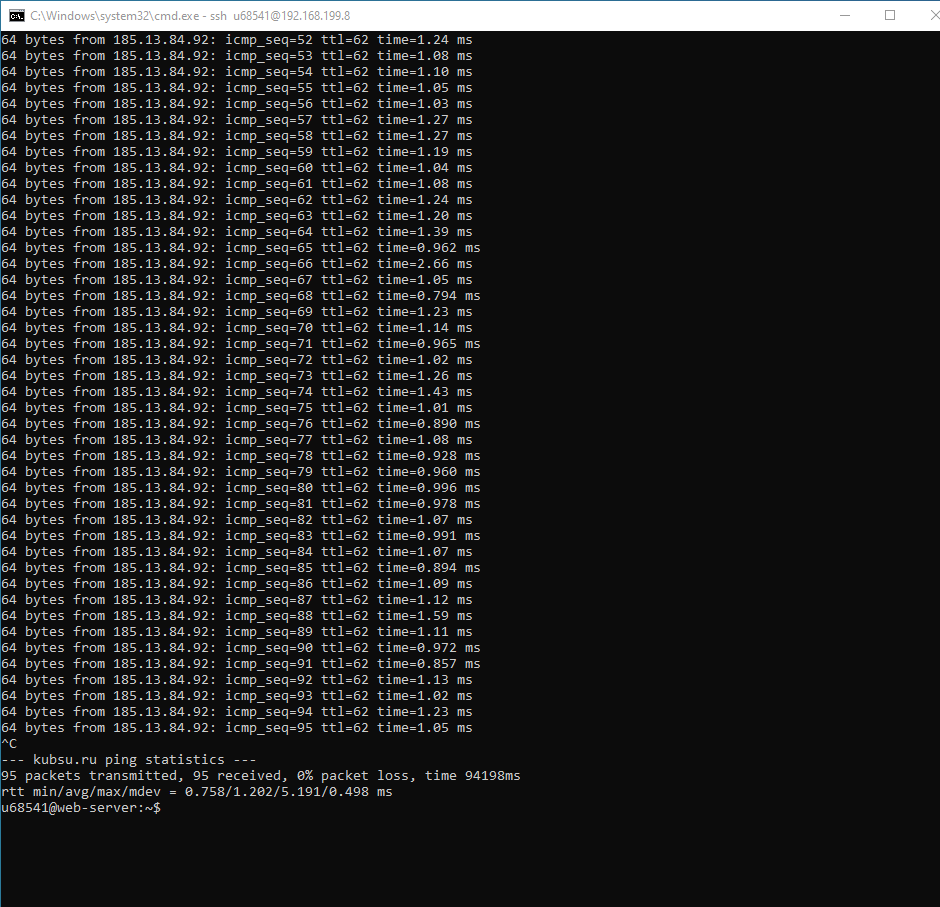 C:\Windows\system32\cmd.exe - ssh u68541@192.168.199.8
64 bytes from 185.13.84.92: icmp_seq=52 ttl=62 time=1.24 ms
64 bytes from 185.13.84.92: icmp_seq=53 ttl=62 time=1.08 ms
64 bytes from 185.13.84.92: icmp_seq=54 ttl=62 time=1.10 ms
64 bytes from 185.13.84.92: icmp_seq=55 ttl=62 time=1.05 ms
64 bytes from 185.13.84.92: icmp_seq=56 ttl=62 time=1.03 ms
64 bytes from 185.13.84.92: icmp_seq=57 ttl=62 time=1.27 ms
64 bytes from 185.13.84.92: icmp_seq=58 ttl=62 time=1.27 ms
64 bytes from 185.13.84.92: icmp_seq=59 ttl=62 time=1.19 ms
64 bytes from 185.13.84.92: icmp_seq=60 ttl=62 time=1.04 ms
64 bytes from 185.13.84.92: icmp_seq=61 ttl=62 time=1.08 ms
64 bytes from 185.13.84.92: icmp_seq=62 ttl=62 time=1.24 ms
64 bytes from 185.13.84.92: icmp_seq=63 ttl=62 time=1.20 ms
64 bytes from 185.13.84.92: icmp_seq=64 ttl=62 time=1.39 ms
64 bytes from 185.13.84.92: icmp_seq=65 ttl=62 time=0.962 ms
64 bytes from 185.13.84.92: icmp_seq=66 ttl=62 time=2.66 ms
64 bytes from 185.13.84.92: icmp_seq=67 ttl=62 time=1.05 ms
64 bytes from 185.13.84.92: icmp_seq=68 ttl=62 time=0.794 ms
64 bytes from 185.13.84.92: icmp_seq=69 ttl=62 time=1.23 ms
64 bytes from 185.13.84.92: icmp_seq=70 ttl=62 time=1.14 ms
64 bytes from 185.13.84.92: icmp_seq=71 ttl=62 time=0.965 ms
64 bytes from 185.13.84.92: icmp_seq=72 ttl=62 time=1.02 ms
64 bytes from 185.13.84.92: icmp_seq=73 ttl=62 time=1.26 ms
64 bytes from 185.13.84.92: icmp_seq=74 ttl=62 time=1.43 ms
64 bytes from 185.13.84.92: icmp_seq=75 ttl=62 time=1.01 ms
64 bytes from 185.13.84.92: icmp_seq=76 ttl=62 time=0.890 ms
64 bytes from 185.13.84.92: icmp_seq=77 ttl=62 time=1.08 ms
64 bytes from 185.13.84.92: icmp_seq=78 ttl=62 time=0.928 ms
64 bytes from 185.13.84.92: icmp_seq=79 ttl=62 time=0.960 ms
64 bytes from 185.13.84.92: icmp_seq=80 ttl=62 time=0.996 ms
64 bytes from 185.13.84.92: icmp_seq=81 ttl=62 time=0.978 ms
64 bytes from 185.13.84.92: icmp_seq=82 ttl=62 time=1.07 ms
64 bytes from 185.13.84.92: icmp_seq=83 ttl=62 time=0.991 ms
64 bytes from 185.13.84.92: icmp_seq=84 ttl=62 time=1.07 ms
64 bytes from 185.13.84.92: icmp_seq=85 ttl=62 time=0.894 ms
64 bytes from 185.13.84.92: icmp_seq=86 ttl=62 time=1.09 ms
64 bytes from 185.13.84.92: icmp_seq=87 ttl=62 time=1.12 ms
64 bytes from 185.13.84.92: icmp_seq=88 ttl=62 time=1.59 ms
64 bytes from 185.13.84.92: icmp_seq=89 ttl=62 time=1.11 ms
64 bytes from 185.13.84.92: icmp_seq=90 ttl=62 time=0.972 ms
64 bytes from 185.13.84.92: icmp_seq=91 ttl=62 time=0.857 ms
64 bytes from 185.13.84.92: icmp_seq=92 ttl=62 time=1.13 ms
64 bytes from 185.13.84.92: icmp_seq=93 ttl=62 time=1.02 ms
64 bytes from 185.13.84.92: icmp_seq=94 ttl=62 time=1.23 ms
64 bytes from 185.13.84.92: icmp_seq=95 ttl=62 time=1.05 ms
^C
--- kubsu.ru ping statistics ---
95 packets transmitted, 95 received, 0% packet loss, time 94198ms
rtt min/avg/max/mdev = 0.758/1.202/5.191/0.498 ms
u68541@web-server:~$